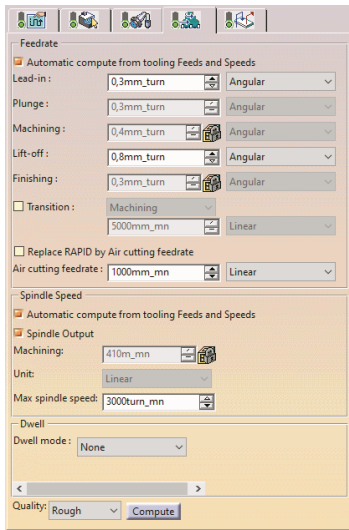 Feedrate
Automatic compute from tooling Feeds and Speeds
Lead-in : 0,3mm_turn Angular
Plunge : 0,3mm_turn Angular
Machining : 0,4mm_turn Angular
Lift-off : 0,8mm_turn Angular
Finishing : 0,3mm_turn Angular
Transition : Machining
5000mm_mn Linear
Replace RAPID by Air cutting feedrate
Air cutting feedrate : 1000mm_mn Linear
Spindle Speed
Automatic compute from tooling Feeds and Speeds
Spindle Output
Machining: 410m_mn
Unit: Linear
Max spindle speed: 3000turn_mn
Dwell
Dwell mode : None
Quality: Rough Compute